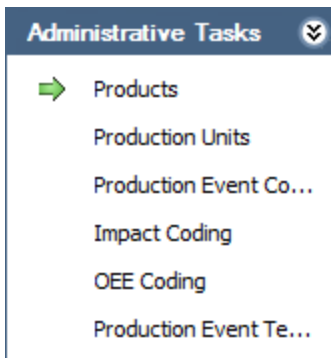 Administrative Tasks
Products
Production Units
Production Event Co...
Impact Coding
OEE Coding
Production Event Te...